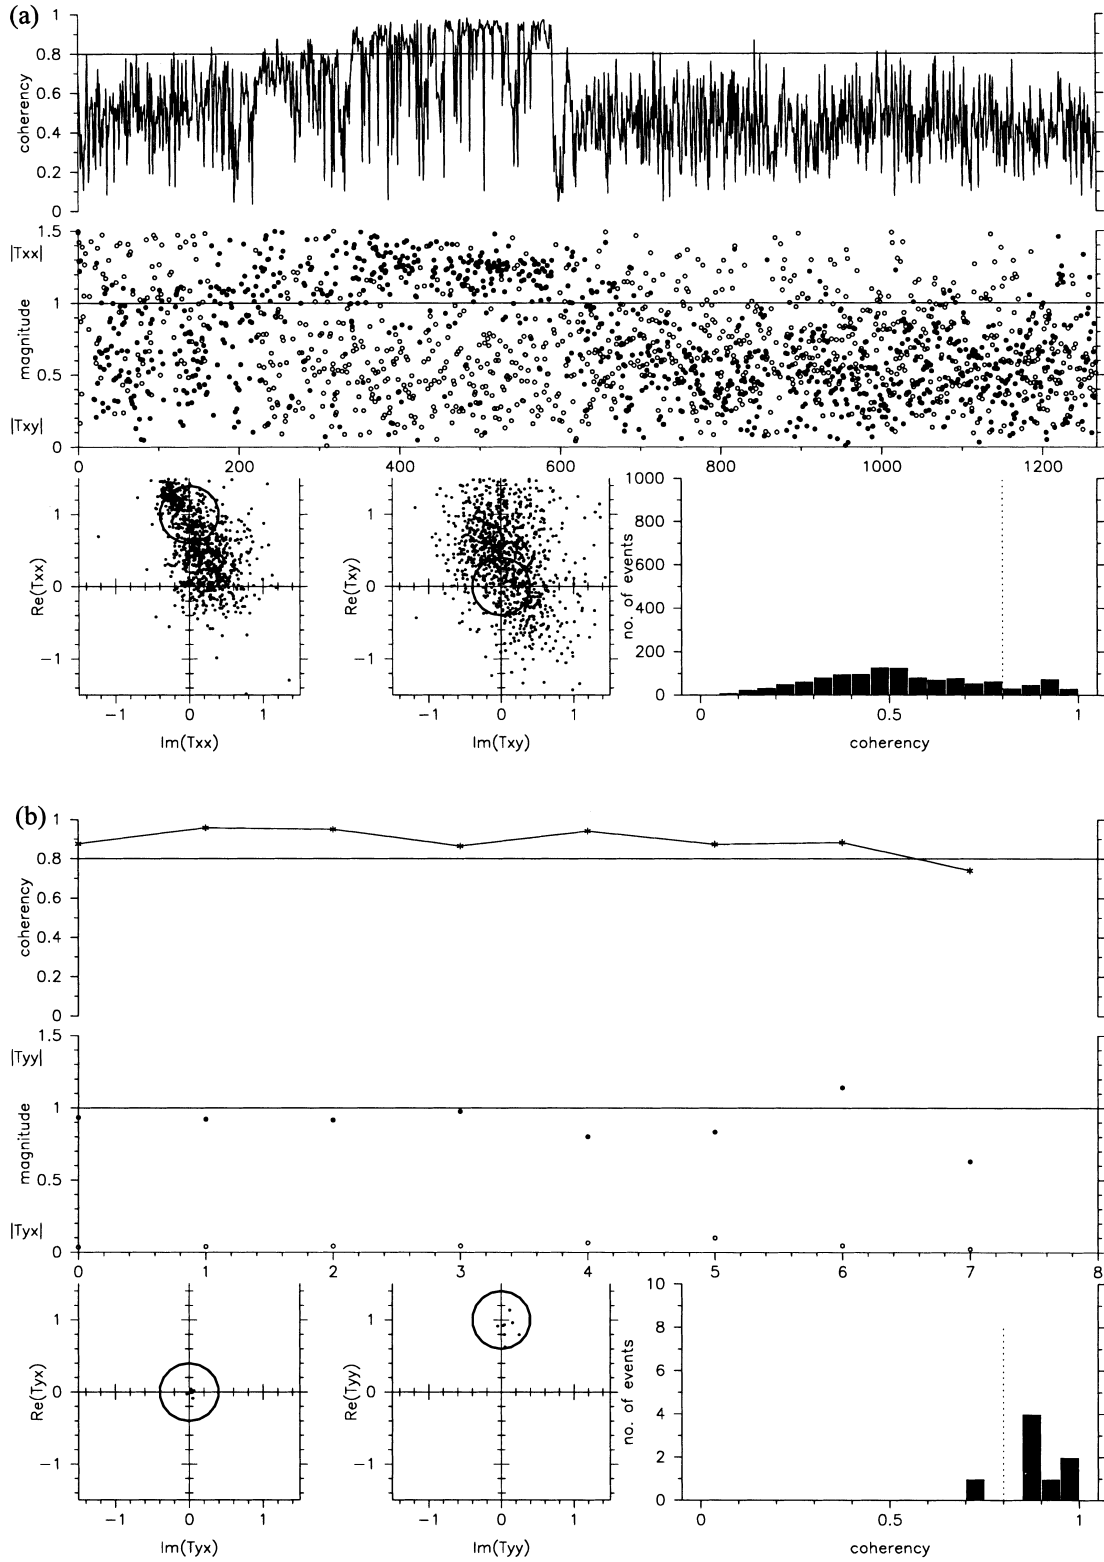 (a)
1
0.8
0.6
0.4
0.2
0
coherency
1.5
|Txx|
1
magnitude
0.5
|Txy|
0
0 200 400 600 800 1000 1200
1
0
−1
Re(Txx)
−1 0 1
Im(Txx)
1
0
−1
Re(Txy)
−1 0 1
Im(Txy)
1000
800
600
400
200
0
no. of events
0 0.5 1
coherency
(b)
1
0.8
0.6
0.4
0.2
0
coherency
1.5
|Tyy|
1
magnitude
0.5
|Tyx|
0
0 1 2 3 4 5 6 7 8
1
0
−1
Re(Tyx)
−1 0 1
Im(Tyx)
1
0
−1
Re(Tyy)
−1 0 1
Im(Tyy)
10
8
6
4
2
0
no. of events
0 0.5 1
coherency